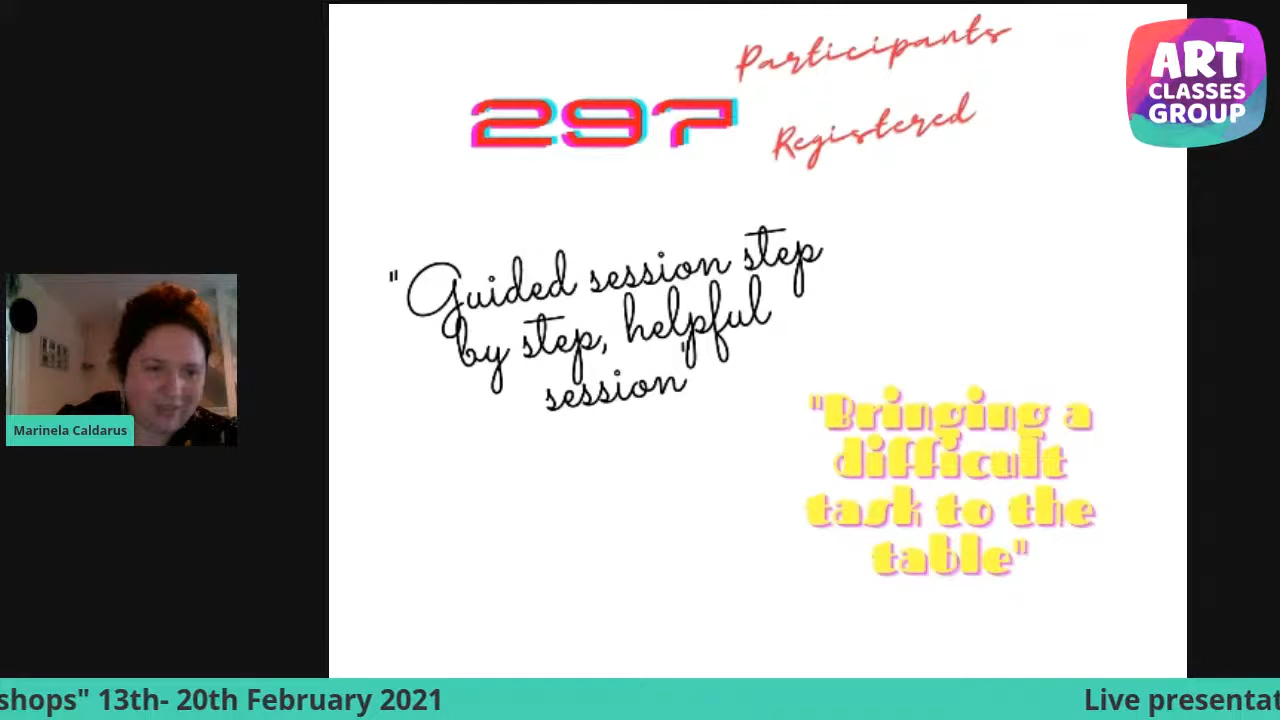 Participants
297
Registered
ART
CLASSES
GROUP
"Guided session step
by step, helpful
session"
"Bringing a
difficult
task to the
table"
Marinela Caldarus
shops" 13th- 20th February 2021
Live presentat